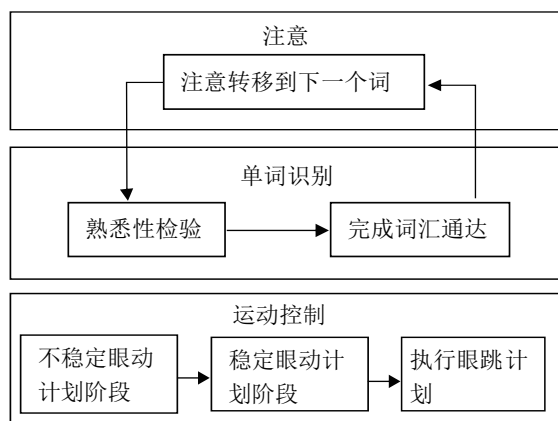 注意
注意转移到下一个词
单词识别
熟悉性检验
完成词汇通达
运动控制
不稳定眼动
计划阶段
稳定眼动计
划阶段
执行眼跳计
划